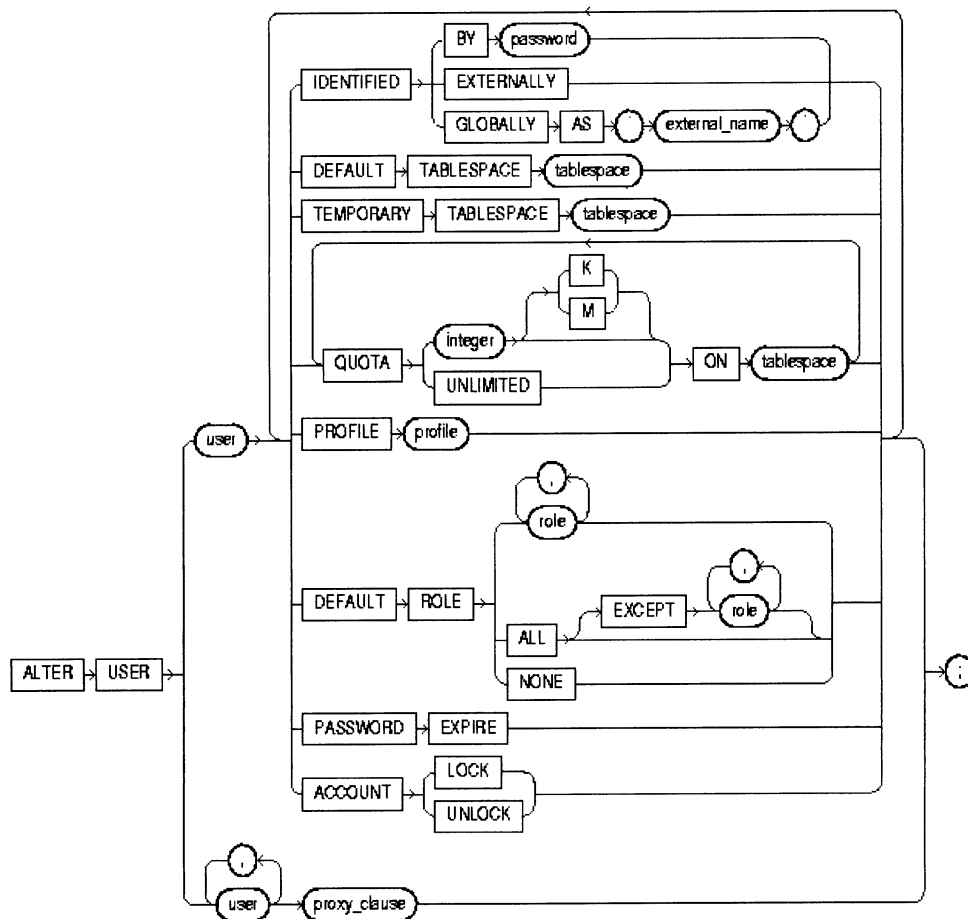 BY password
IDENTIFIED EXTERNALLY
GLOBALLY AS ' external_name '
DEFAULT TABLESPACE tablespace
TEMPORARY TABLESPACE tablespace
K
M
integer
QUOTA ON tablespace
UNLIMITED
user PROFILE profile
,
role
,
DEFAULT ROLE EXCEPT role
ALL
ALTER USER ;
NONE
PASSWORD EXPIRE
LOCK
ACCOUNT
UNLOCK
,
user proxy_clause